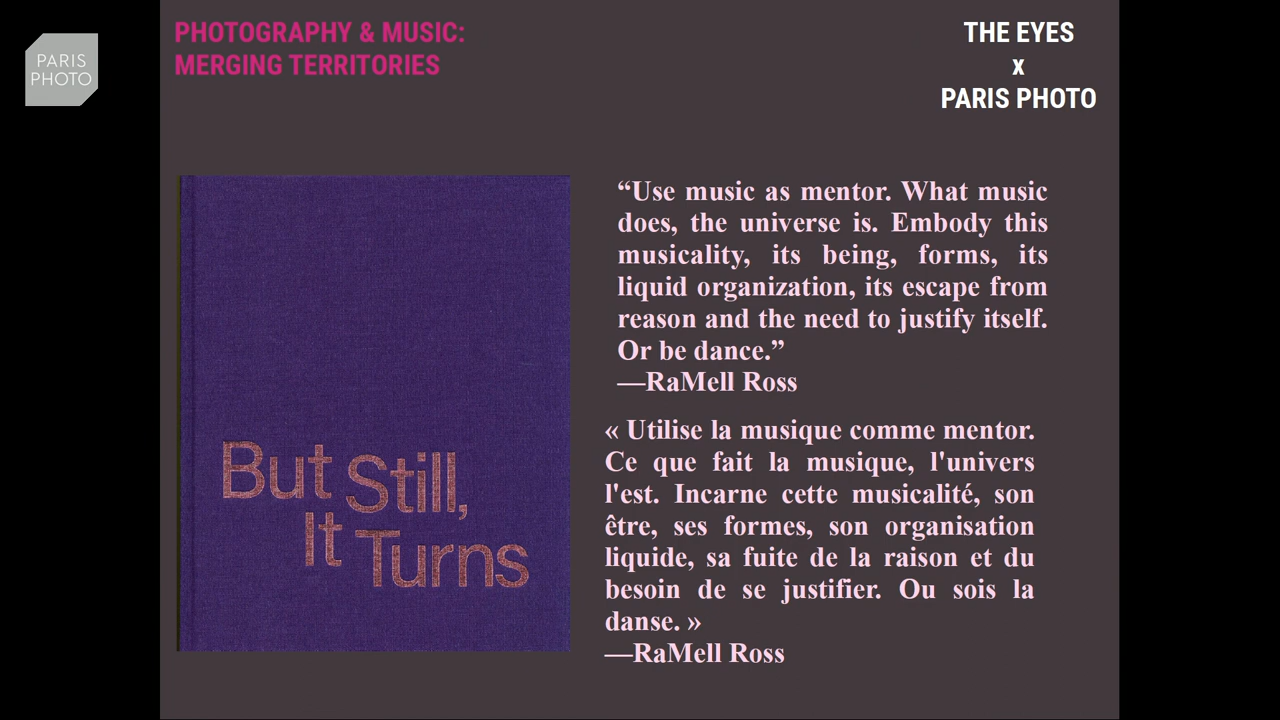 PARIS
PHOTO
PHOTOGRAPHY & MUSIC:
MERGING TERRITORIES
THE EYES
x
PARIS PHOTO
But Still,
It Turns
“Use music as mentor. What music
does, the universe is. Embody this
musicality, its being, forms, its
liquid organization, its escape from
reason and the need to justify itself.
Or be dance.”
—RaMell Ross
« Utilise la musique comme mentor.
Ce que fait la musique, l'univers
l'est. Incarne cette musicalité, son
être, ses formes, son organisation
liquide, sa fuite de la raison et du
besoin de se justifier. Ou sois la
danse. »
—RaMell Ross